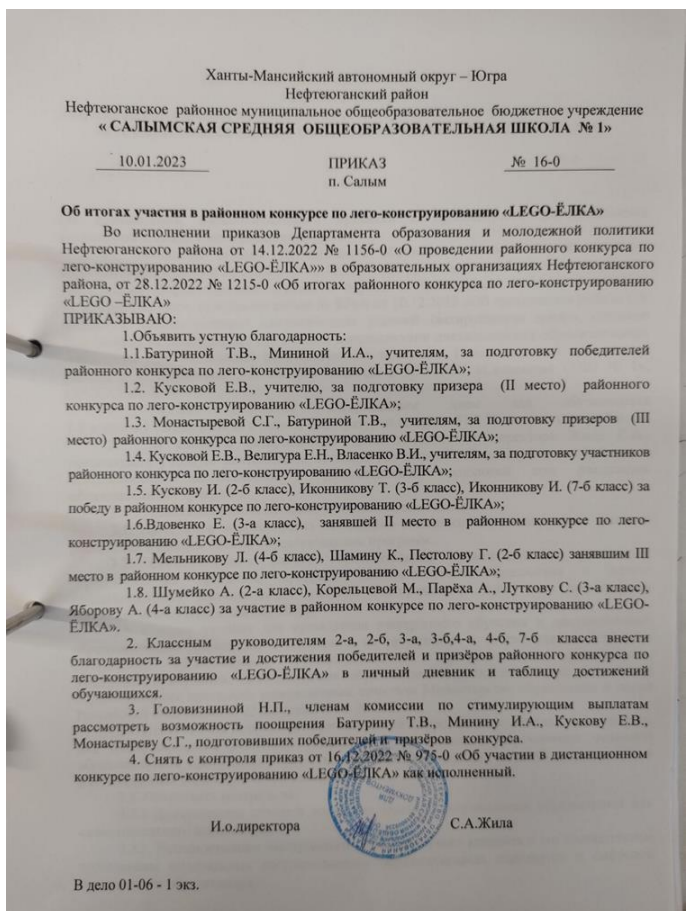 Ханты-Мансийский автономный округ – Югра
Нефтеюганский район
Нефтеюганское районное муниципальное общеобразовательное бюджетное учреждение
« САЛЫМСКАЯ СРЕДНЯЯ ОБЩЕОБРАЗОВАТЕЛЬНАЯ ШКОЛА № 1»
10.01.2023 ПРИКАЗ № 16-0
п. Салым
Об итогах участия в районном конкурсе по лего-конструированию «LEGO-ЁЛКА»
Во исполнении приказов Департамента образования и молодежной политики
Нефтеюганского района от 14.12.2022 № 1156-0 «О проведении районного конкурса по
лего-конструированию «LEGO-ЁЛКА»» в образовательных организациях Нефтеюганского
района, от 28.12.2022 № 1215-0 «Об итогах районного конкурса по лего-конструированию
«LEGO –ЁЛКА»
ПРИКАЗЫВАЮ:
1.Объявить устную благодарность:
1.1.Батуриной Т.В., Мининой И.А., учителям, за подготовку победителей
районного конкурса по лего-конструированию «LEGO-ЁЛКА»;
1.2. Кусковой Е.В., учителю, за подготовку призера (II место) районного
конкурса по лего-конструированию «LEGO-ЁЛКА»;
1.3. Монастыревой С.Г., Батуриной Т.В., учителям, за подготовку призеров (III
место) районного конкурса по лего-конструированию «LEGO-ЁЛКА»;
1.4. Кусковой Е.В., Велигура Е.Н., Власенко В.И., учителям, за подготовку участников
районного конкурса по лего-конструированию «LEGO-ЁЛКА»;
1.5. Кускову И. (2-б класс), Иконникову Т. (3-б класс), Иконникову И. (7-б класс) за
победу в районном конкурсе по лего-конструированию «LEGO-ЁЛКА»;
1.6.Вдовенко Е. (3-а класс), занявшей II место в районном конкурсе по лего-
конструированию «LEGO-ЁЛКА»;
1.7. Мельникову Л. (4-б класс), Шамину К., Пестолову Г. (2-б класс) занявшим III
место в районном конкурсе по лего-конструированию «LEGO-ЁЛКА»;
1.8. Шумейко А. (2-а класс), Корельцевой М., Парёха А., Луткову С. (3-а класс),
Яборову А. (4-а класс) за участие в районном конкурсе по лего-конструированию «LEGO-
ЁЛКА».
2. Классным руководителям 2-а, 2-б, 3-а, 3-б,4-а, 4-б, 7-б класса внести
благодарность за участие и достижения победителей и призёров районного конкурса по
лего-конструированию «LEGO-ЁЛКА» в личный дневник и таблицу достижений
обучающихся.
3. Головизниной Н.П., членам комиссии по стимулирующим выплатам
рассмотреть возможность поощрения Батурину Т.В., Минину И.А., Кускову Е.В.,
Монастыреву С.Г., подготовивших победителей и призёров конкурса.
4. Снять с контроля приказ от 16.12.2022 № 975-0 «Об участии в дистанционном
конкурсе по лего-конструированию «LEGO-ЁЛКА» как исполненный.
ДЛЯ
ДОКУМЕНТОВ
И.о.директора С.А.Жила
В дело 01-06 - 1 экз.